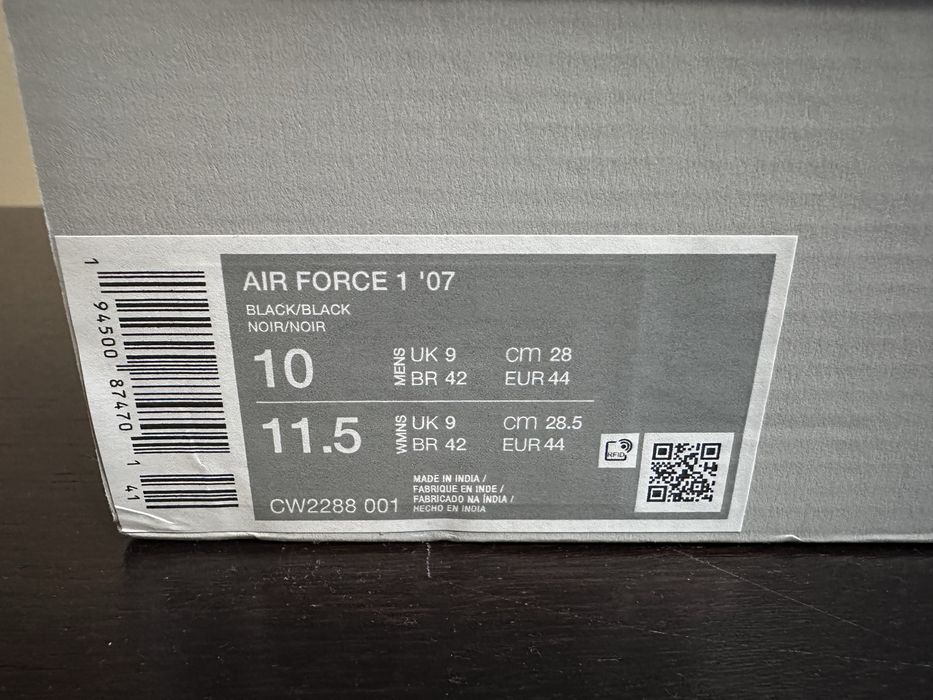 AIR FORCE 1 '07
BLACK/BLACK
NOIR/NOIR
10 MENS UK 9 cm 28
BR 42 EUR 44
11.5 WMNS UK 9 cm 28.5
BR 42 EUR 44
RFID
MADE IN INDIA /
FABRIQUE EN INDE /
FABRICADO NA ÍNDIA /
HECHO EN INDIA
CW2288 001
1 94500 87470 1 41